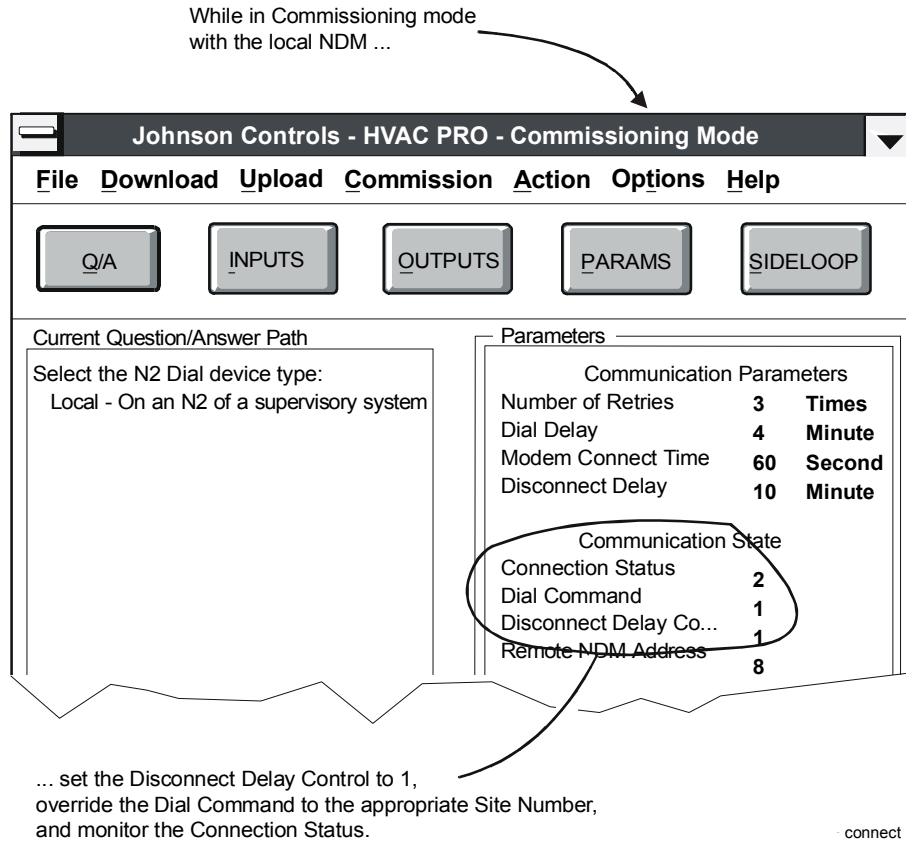 While in Commissioning mode
with the local NDM ...
Johnson Controls - HVAC PRO - Commissioning Mode
File Download Upload Commission Action Options Help
Q/A INPUTS OUTPUTS PARAMS SIDELOOP
Current Question/Answer Path
Select the N2 Dial device type:
Local - On an N2 of a supervisory system
Parameters
Communication Parameters
Number of Retries 3 Times
Dial Delay 4 Minute
Modem Connect Time 60 Second
Disconnect Delay 10 Minute
Communication State
Connection Status 2
Dial Command 1
Disconnect Delay Co... 1
Remote NDM Address 8
... set the Disconnect Delay Control to 1,
override the Dial Command to the appropriate Site Number,
and monitor the Connection Status.
connect